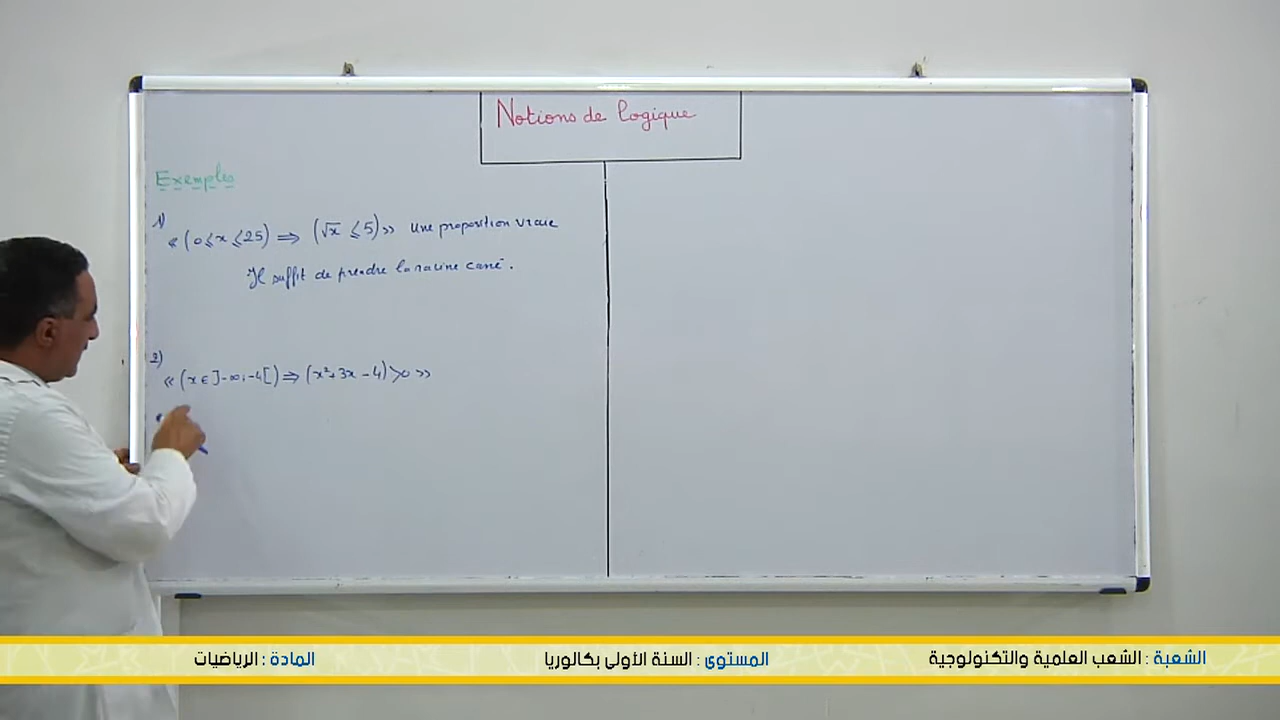 Notions de logique
Exemples
1)
« (0 ⩽ x ⩽ 25) ⟹ (√x ⩽ 5) » une proposition vraie
Il suffit de prendre la racine carré.
2)
« (x ∈ ]-∞; -4[) ⟹ (x² + 3x - 4) > 0 »
الشعبة : الشعب العلمية والتكنولوجية
المستوى : السنة الأولى بكالوريا
المادة : الرياضيات